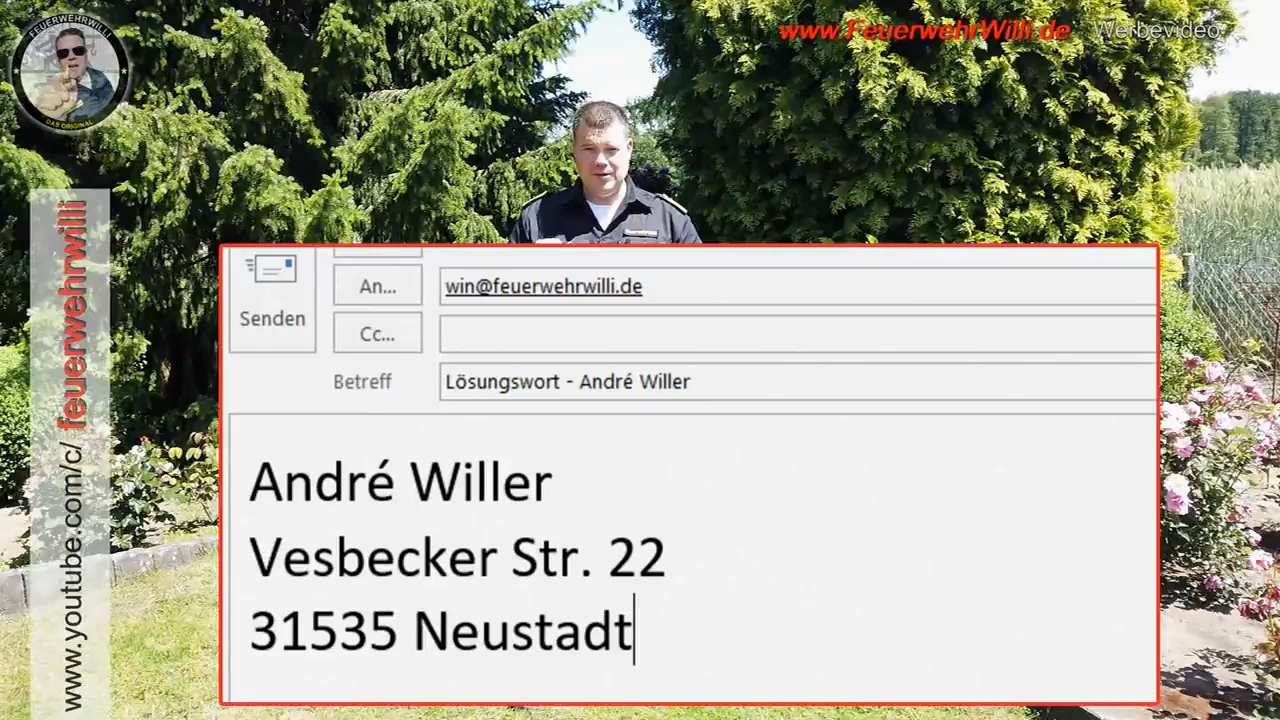 FEUERWEHRWILLI
DAS ORIGINAL
www.FeuerwehrWilli.de Werbevideo
www.youtube.com/c/ feuerwehrwilli
Senden
An... win@feuerwehrwilli.de
Cc...
Betreff Lösungswort - André Willer
André Willer
Vesbecker Str. 22
31535 Neustadt